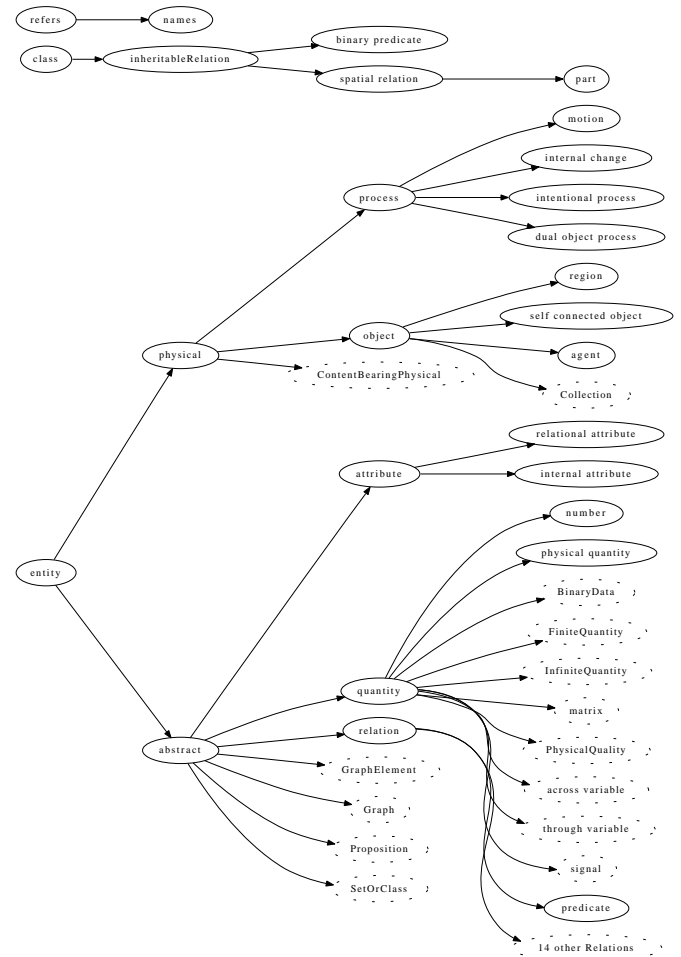 refers
names
binary predicate
class
inheritableRelation
spatial relation
part
motion
internal change
process
intentional process
dual object process
region
self connected object
object
physical
agent
ContentBearingPhysical
Collection
relational attribute
attribute
internal attribute
number
physical quantity
entity
BinaryData
FiniteQuantity
InfiniteQuantity
quantity
matrix
relation
PhysicalQuality
abstract
GraphElement
across variable
Graph
through variable
Proposition
signal
SetOrClass
predicate
14 other Relations